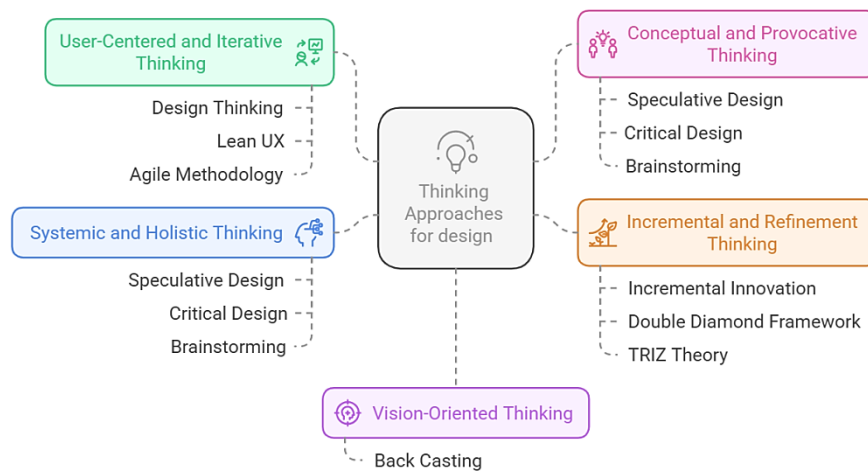 User-Centered and Iterative
Thinking
Design Thinking
Lean UX
Agile Methodology
Systemic and Holistic Thinking
Speculative Design
Critical Design
Brainstorming
Thinking
Approaches
for design
Conceptual and Provocative
Thinking
Speculative Design
Critical Design
Brainstorming
Incremental and Refinement
Thinking
Incremental Innovation
Double Diamond Framework
TRIZ Theory
Vision-Oriented Thinking
Back Casting